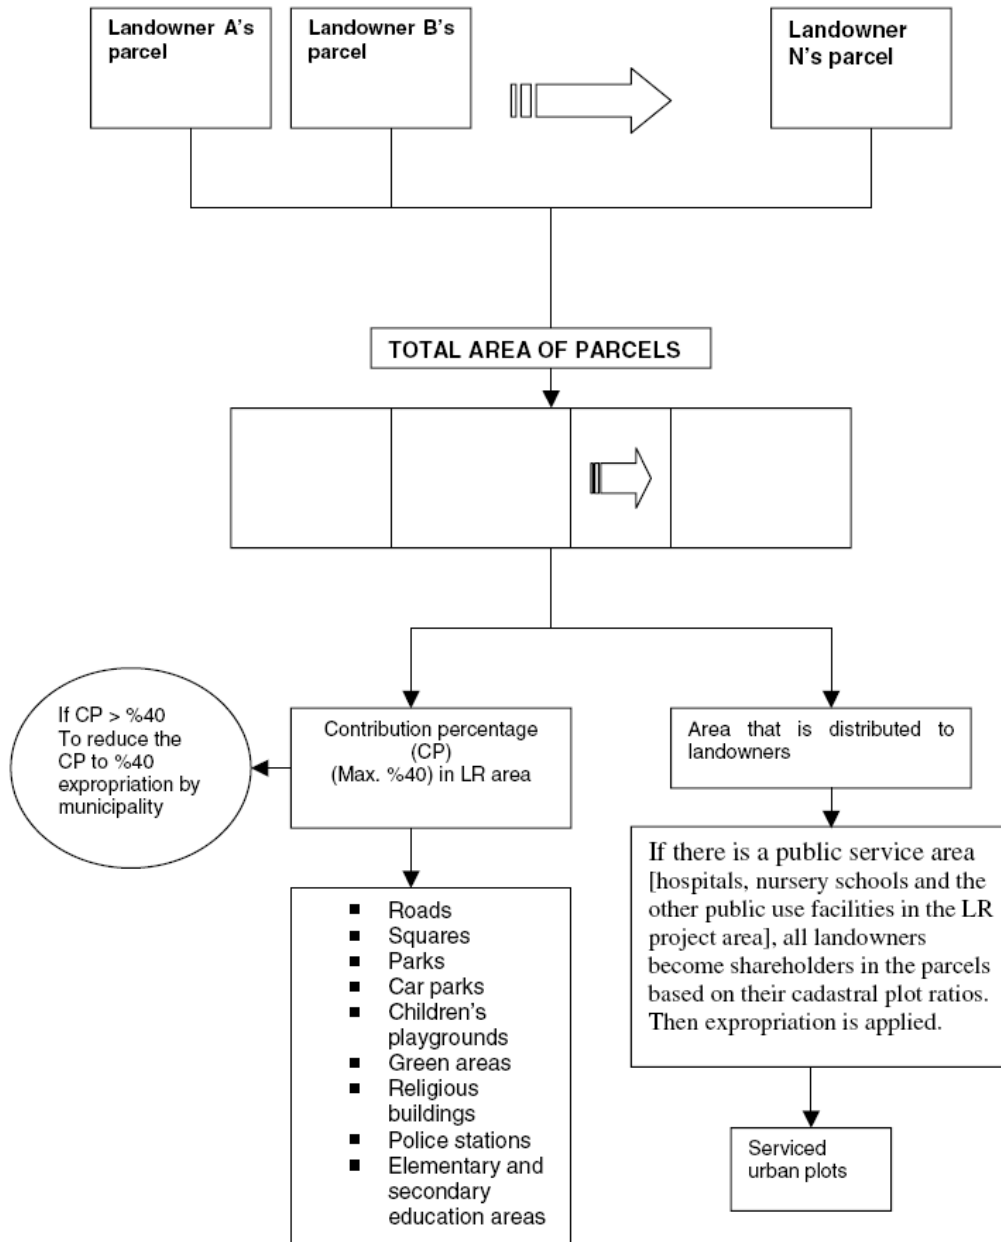 Landowner A's
parcel
Landowner B's
parcel
Landowner
N's parcel
TOTAL AREA OF PARCELS
If CP > %40
To reduce the
CP to %40
expropriation by
municipality
Contribution percentage
(CP)
(Max. %40) in LR area
Area that is distributed to
landowners
▪ Roads
▪ Squares
▪ Parks
▪ Car parks
▪ Children's
playgrounds
▪ Green areas
▪ Religious
buildings
▪ Police stations
▪ Elementary and
secondary
education areas
If there is a public service area
[hospitals, nursery schools and the
other public use facilities in the LR
project area], all landowners
become shareholders in the parcels
based on their cadastral plot ratios.
Then expropriation is applied.
Serviced
urban plots